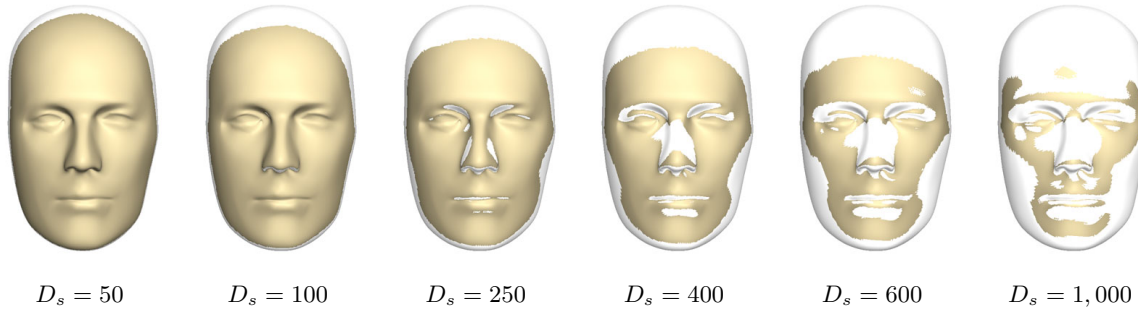 D_s = 50 D_s = 100 D_s = 250 D_s = 400 D_s = 600 D_s = 1,000